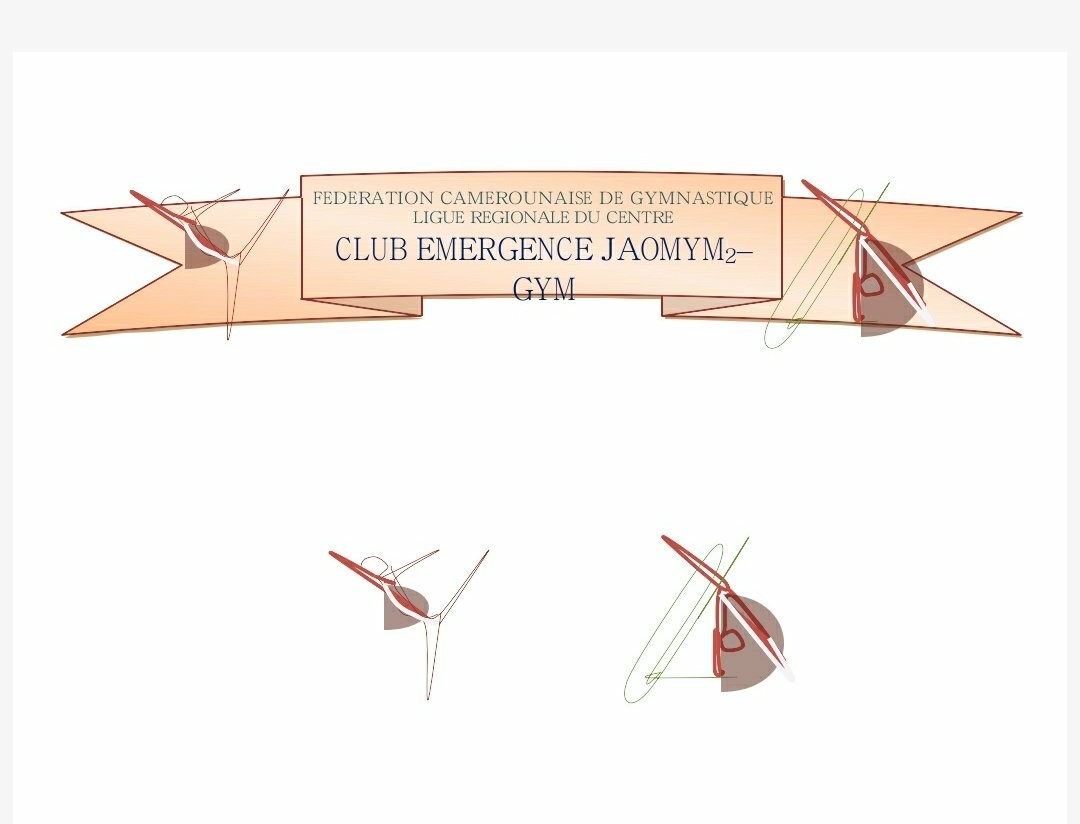 FEDERATION CAMEROUNAISE DE GYMNASTIQUE
LIGUE REGIONALE DU CENTRE
CLUB EMERGENCE JAOMYM₂–
GYM